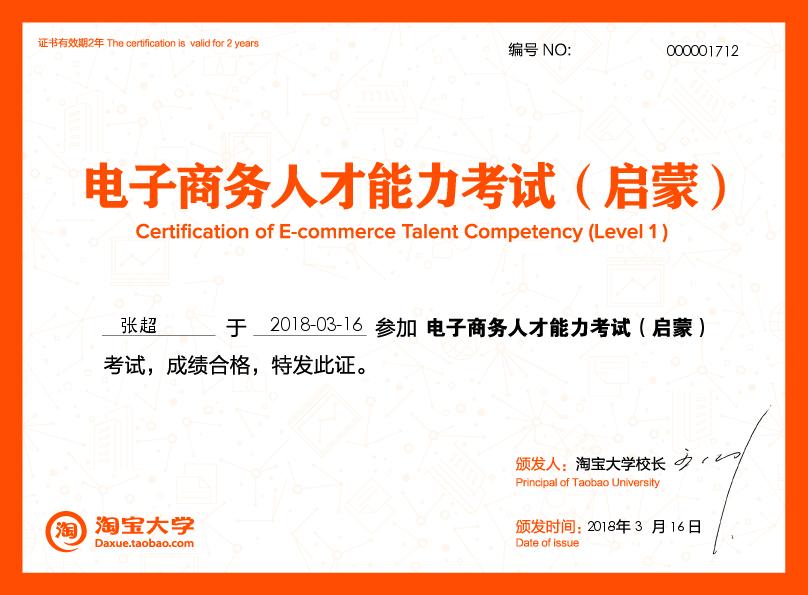 证书有效期2年 The certification is valid for 2 years
编号 NO: 000001712
电子商务人才能力考试（启蒙）
Certification of E-commerce Talent Competency (Level 1)
张超 于 2018-03-16 参加 电子商务人才能力考试（启蒙）
考试，成绩合格，特发此证。
颁发人：淘宝大学校长
Principal of Taobao University
淘 淘宝大学
Daxue.taobao.com
颁发时间：2018年 3 月 16 日
Date of issue